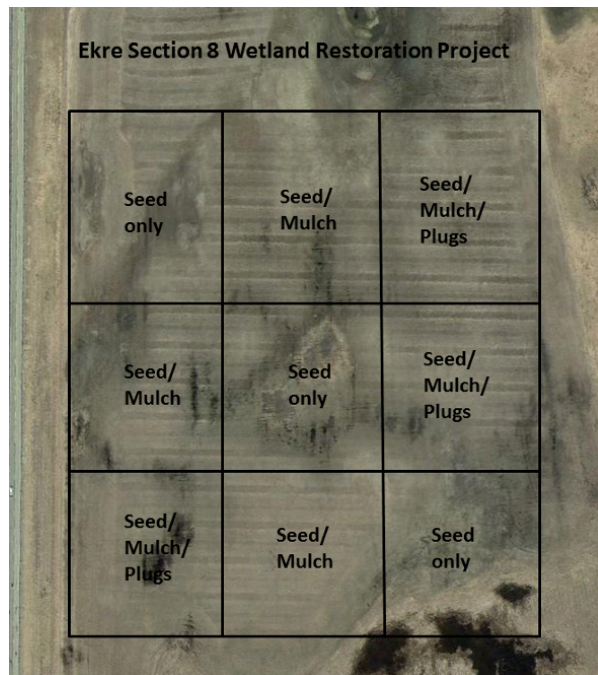 Ekre Section 8 Wetland Restoration Project
Seed
only
Seed/
Mulch
Seed/
Mulch/
Plugs
Seed/
Mulch
Seed
only
Seed/
Mulch/
Plugs
Seed/
Mulch/
Plugs
Seed/
Mulch
Seed
only